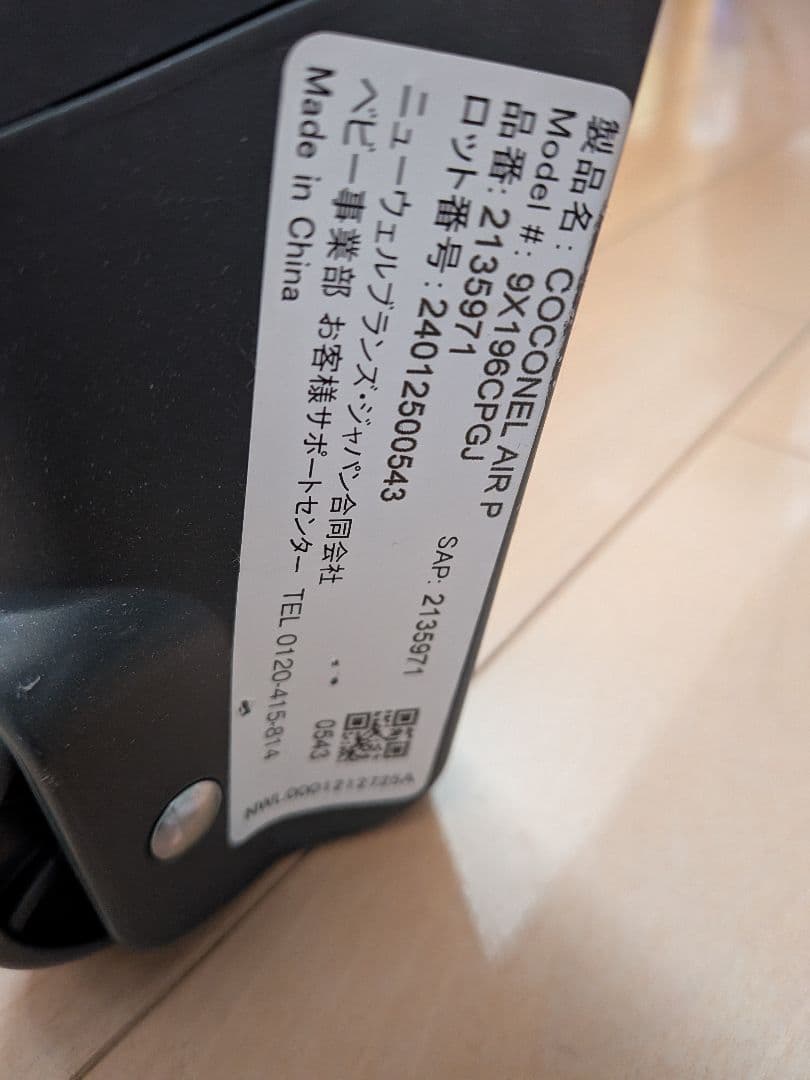 製品名: COCONEL AIR P
Model #: 9X196CPGJ
品番: 2135971
ロット番号: 24012500543
SAP: 2135971
ニューウェルブランズ・ジャパン合同会社
ベビー事業部 お客様サポートセンター TEL 0120-415-814
Made in China
0543
NWL0001212725A